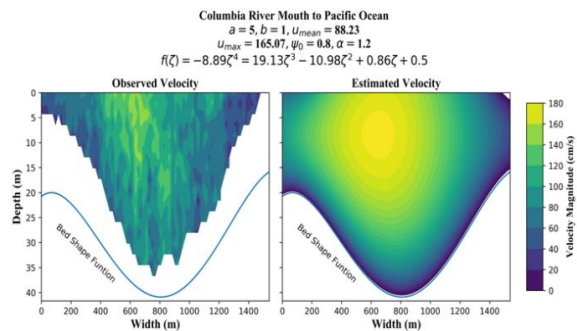 Columbia River Mouth to Pacific Ocean
a = 5, b = 1, u_mean = 88.23
u_max = 165.07, ψ₀ = 0.8, α = 1.2
f(ζ) = −8.89ζ⁴ = 19.13ζ³ − 10.98ζ² + 0.86ζ + 0.5
Observed Velocity
Estimated Velocity
Depth (m)
0
5
10
15
20
25
30
35
40
Bed Shape Funtion
Bed Shape Funtion
0 200 400 600 800 1000 1200 1400
0 200 400 600 800 1000 1200 1400
Width (m)
Width (m)
180
160
140
120
100
80
60
40
20
0
Velocity Magnitude (cm/s)